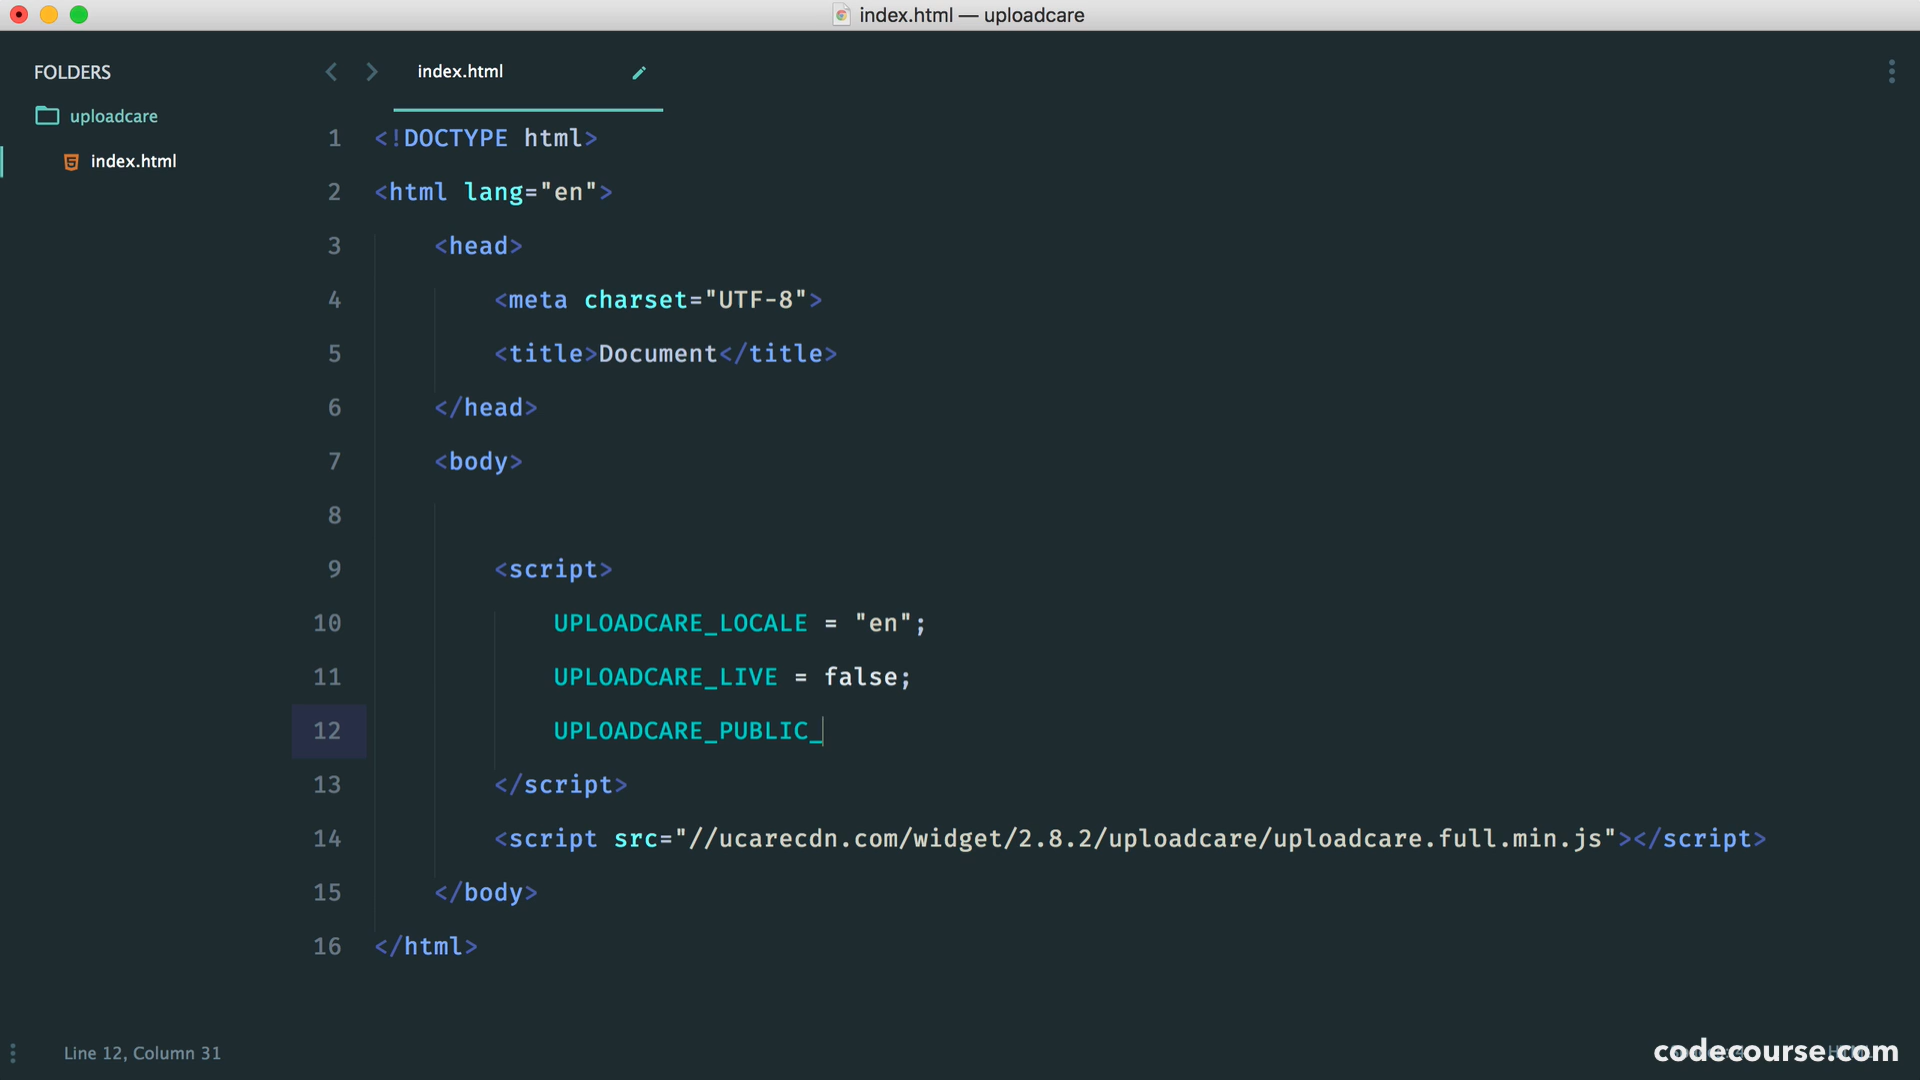 index.html — uploadcare
FOLDERS
uploadcare
index.html
index.html
1 <!DOCTYPE html>
2 <html lang="en">
3 <head>
4 <meta charset="UTF-8">
5 <title>Document</title>
6 </head>
7 <body>
8
9 <script>
10 UPLOADCARE_LOCALE = "en";
11 UPLOADCARE_LIVE = false;
12 UPLOADCARE_PUBLIC_
13 </script>
14 <script src="//ucarecdn.com/widget/2.8.2/uploadcare/uploadcare.full.min.js"></script>
15 </body>
16 </html>
Line 12, Column 31
codecourse.com